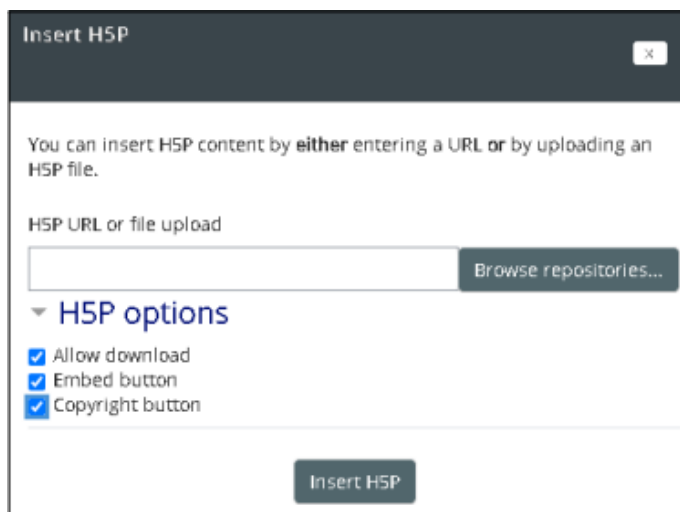 Insert H5P
x
You can insert H5P content by either entering a URL or by uploading an
H5P file.
H5P URL or file upload
Browse repositories...
H5P options
Allow download
Embed button
Copyright button
Insert H5P